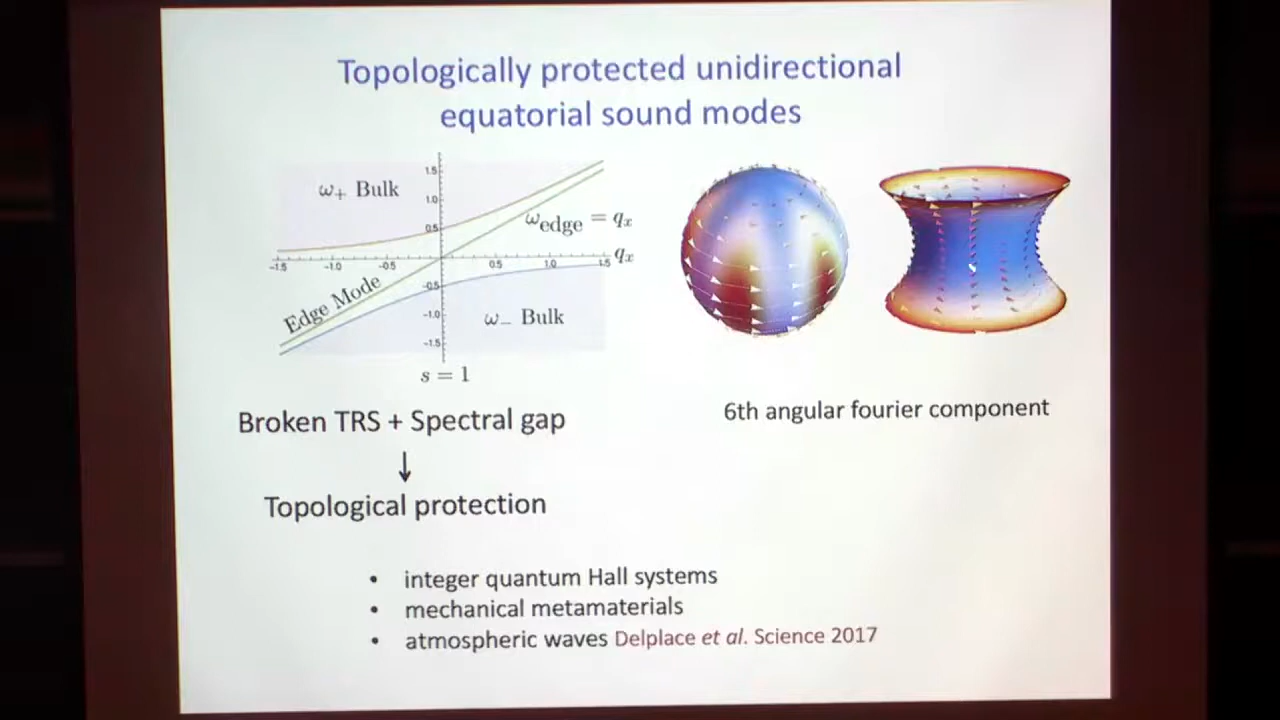 Topologically protected unidirectional
equatorial sound modes
ω₊ Bulk
1.5
1.0
0.5
ω_edge = qₓ
-1.5 -1.0 -0.5 0.5 1.0 1.5 qₓ
Edge Mode
-0.5
-1.0
-1.5
ω₋ Bulk
s = 1
Broken TRS + Spectral gap
↓
Topological protection
6th angular fourier component
• integer quantum Hall systems
• mechanical metamaterials
• atmospheric waves Delplace et al. Science 2017